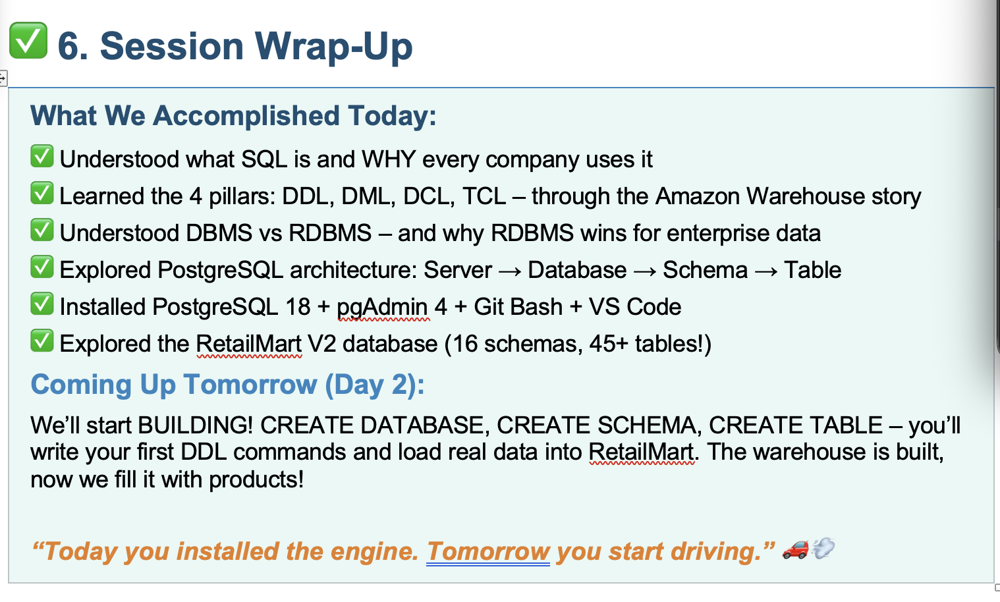 ✅ 6. Session Wrap-Up
What We Accomplished Today:
✅ Understood what SQL is and WHY every company uses it
✅ Learned the 4 pillars: DDL, DML, DCL, TCL – through the Amazon Warehouse story
✅ Understood DBMS vs RDBMS – and why RDBMS wins for enterprise data
✅ Explored PostgreSQL architecture: Server → Database → Schema → Table
✅ Installed PostgreSQL 18 + pgAdmin 4 + Git Bash + VS Code
✅ Explored the RetailMart V2 database (16 schemas, 45+ tables!)
Coming Up Tomorrow (Day 2):
We’ll start BUILDING! CREATE DATABASE, CREATE SCHEMA, CREATE TABLE – you’ll
write your first DDL commands and load real data into RetailMart. The warehouse is built,
now we fill it with products!
“Today you installed the engine. Tomorrow you start driving.” 🚗💨